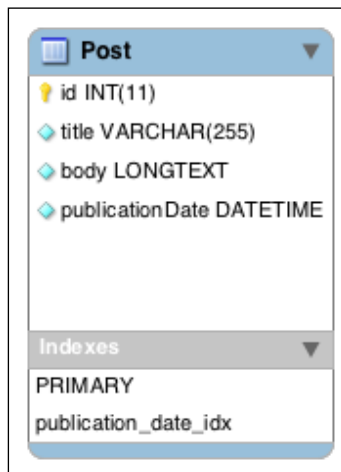 Post
id INT(11)
title VARCHAR(255)
body LONGTEXT
publicationDate DATETIME
Indexes
PRIMARY
publication_date_idx